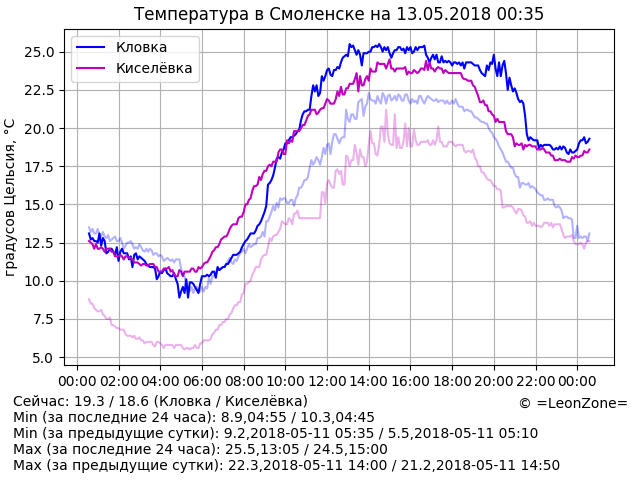 Температура в Смоленске на 13.05.2018 00:35
Кловка
Киселёвка
градусов Цельсия, °C
25.0
22.5
20.0
17.5
15.0
12.5
10.0
7.5
5.0
00:00 02:00 04:00 06:00 08:00 10:00 12:00 14:00 16:00 18:00 20:00 22:00 00:00
Сейчас: 19.3 / 18.6 (Кловка / Киселёвка)
© =LeonZone=
Min (за последние 24 часа): 8.9,04:55 / 10.3,04:45
Min (за предыдущие сутки): 9.2,2018-05-11 05:35 / 5.5,2018-05-11 05:10
Max (за последние 24 часа): 25.5,13:05 / 24.5,15:00
Max (за предыдущие сутки): 22.3,2018-05-11 14:00 / 21.2,2018-05-11 14:50